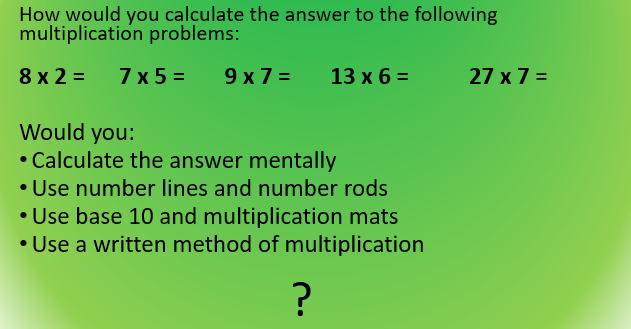 How would you calculate the answer to the following
multiplication problems:
8 x 2 = 7 x 5 = 9 x 7 = 13 x 6 = 27 x 7 =
Would you:
• Calculate the answer mentally
• Use number lines and number rods
• Use base 10 and multiplication mats
• Use a written method of multiplication
?